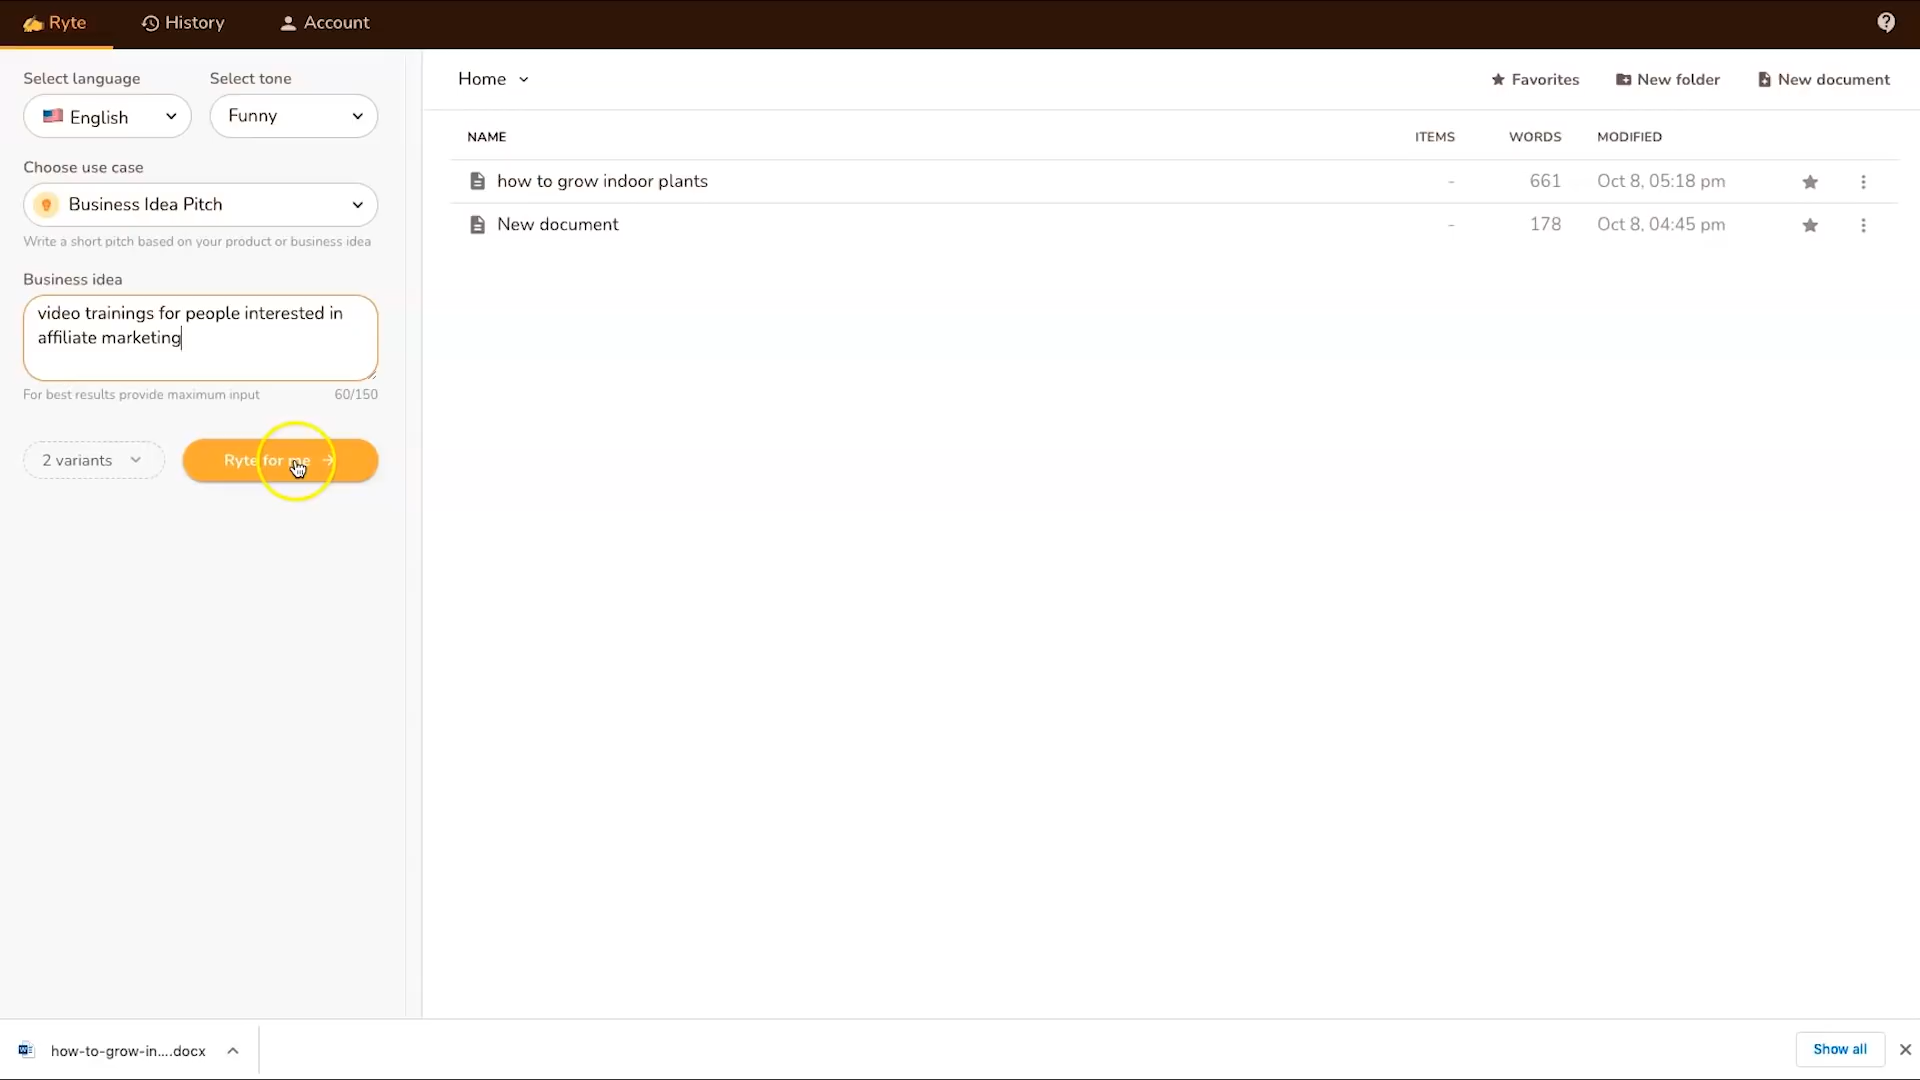 Ryte
History
Account
Select language
Select tone
English
Funny
Choose use case
Business Idea Pitch
Write a short pitch based on your product or business idea
Business idea
video trainings for people interested in
affiliate marketing
For best results provide maximum input
60/150
2 variants
Ryte for me
Home
Favorites
New folder
New document
NAME
ITEMS
WORDS
MODIFIED
how to grow indoor plants
-
661
Oct 8, 05:18 pm
New document
-
178
Oct 8, 04:45 pm
how-to-grow-in....docx
Show all